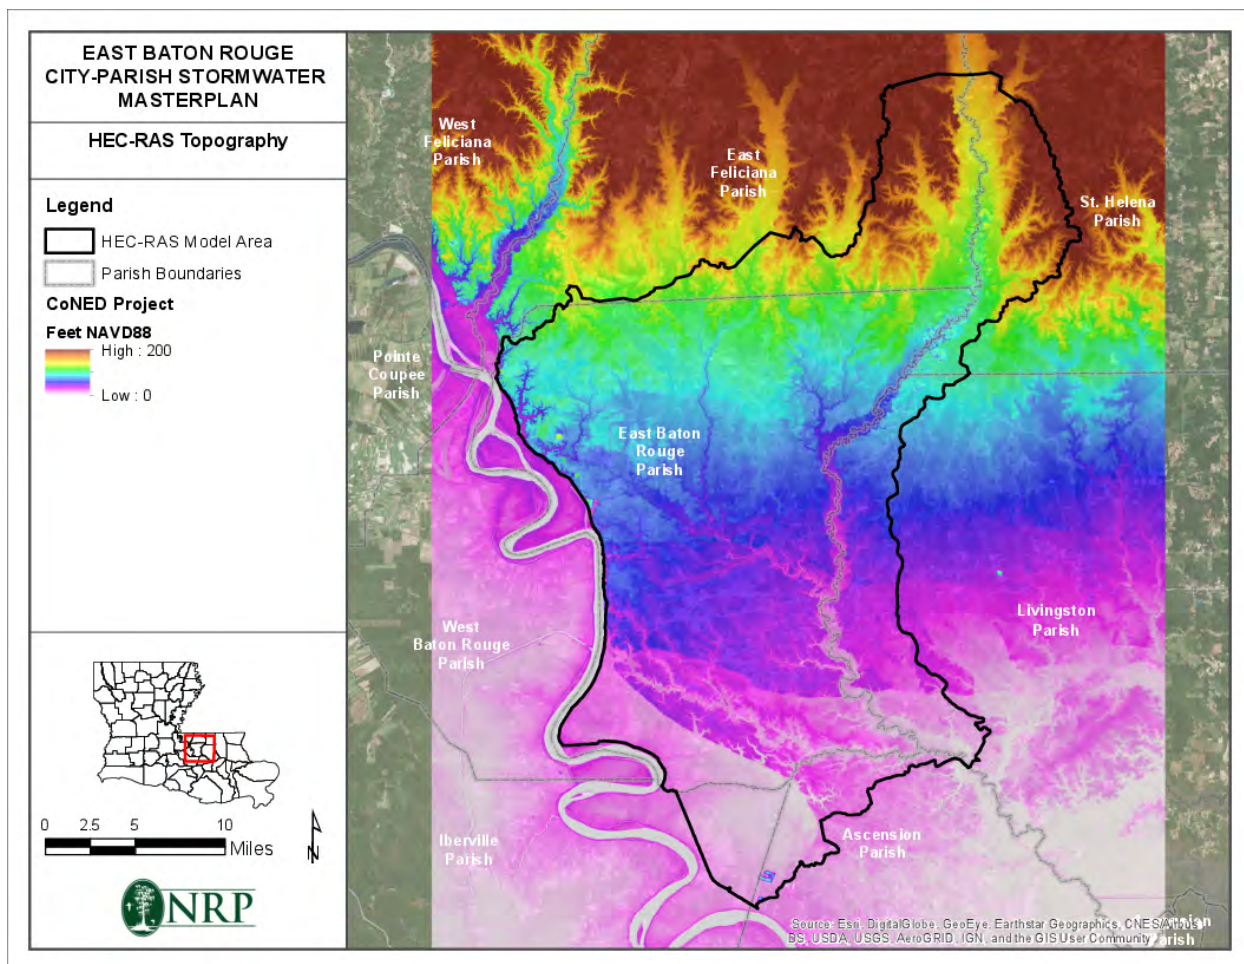 EAST BATON ROUGE
CITY-PARISH STORMWATER
MASTERPLAN
HEC-RAS Topography
Legend
HEC-RAS Model Area
Parish Boundaries
CoNED Project
Feet NAVD88
High : 200
Low : 0
0 2.5 5 10
Miles
N
NRP
West
Feliciana
Parish
East
Feliciana
Parish
St. Helena
Parish
Pointe
Coupee
Parish
East Baton
Rouge
Parish
West
Baton Rouge
Parish
Livingston
Parish
Iberville
Parish
Ascension
Parish
Source: Esri, DigitalGlobe, GeoEye, Earthstar Geographics, CNES/Airbus
DS, USDA, USGS, AeroGRID, IGN, and the GIS User Community
Parish